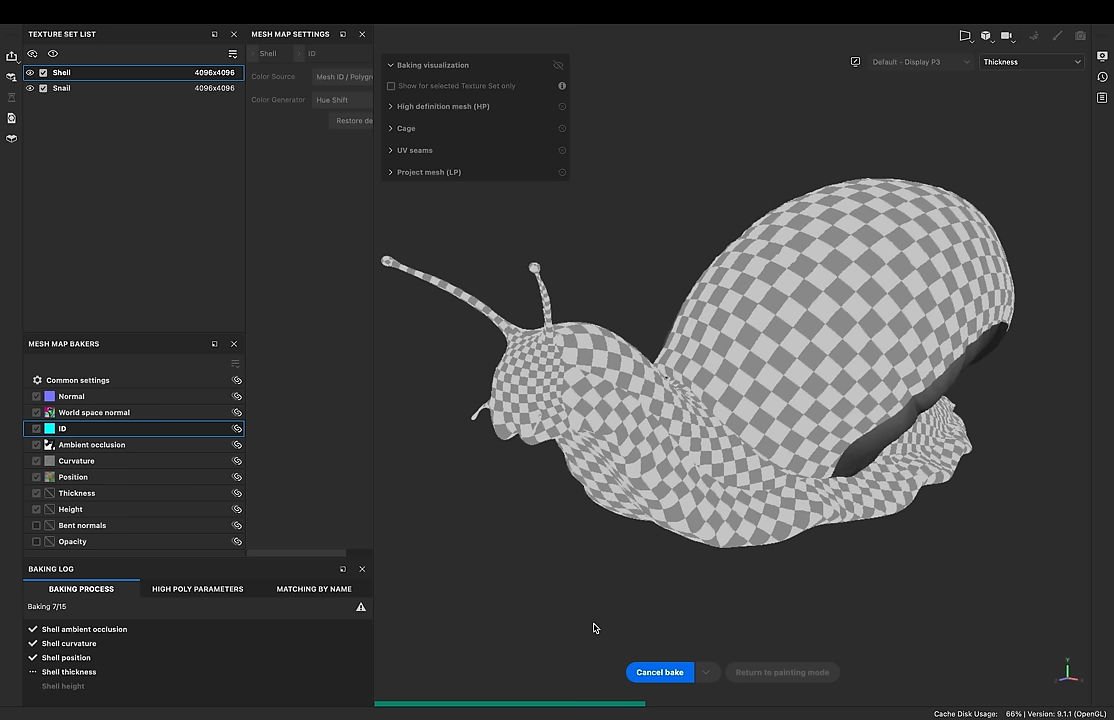 TEXTURE SET LIST
Shell 4096x4096
Snail 4096x4096
MESH MAP SETTINGS
Shell ID
Color Source Mesh ID / Polygr
Color Generator Hue Shift
Restore de
Baking visualization
Show for selected Texture Set only
High definition mesh (HP)
Cage
UV seams
Project mesh (LP)
Default - Display P3
Thickness
MESH MAP BAKERS
Common settings
Normal
World space normal
ID
Ambient occlusion
Curvature
Position
Thickness
Height
Bent normals
Opacity
BAKING LOG
BAKING PROCESS HIGH POLY PARAMETERS MATCHING BY NAME
Baking 7/15
Shell ambient occlusion
Shell curvature
Shell position
Shell thickness
Shell height
Cancel bake
Return to painting mode
Y
Z X
Cache Disk Usage: 66% | Version: 9.1.1 (OpenGL)